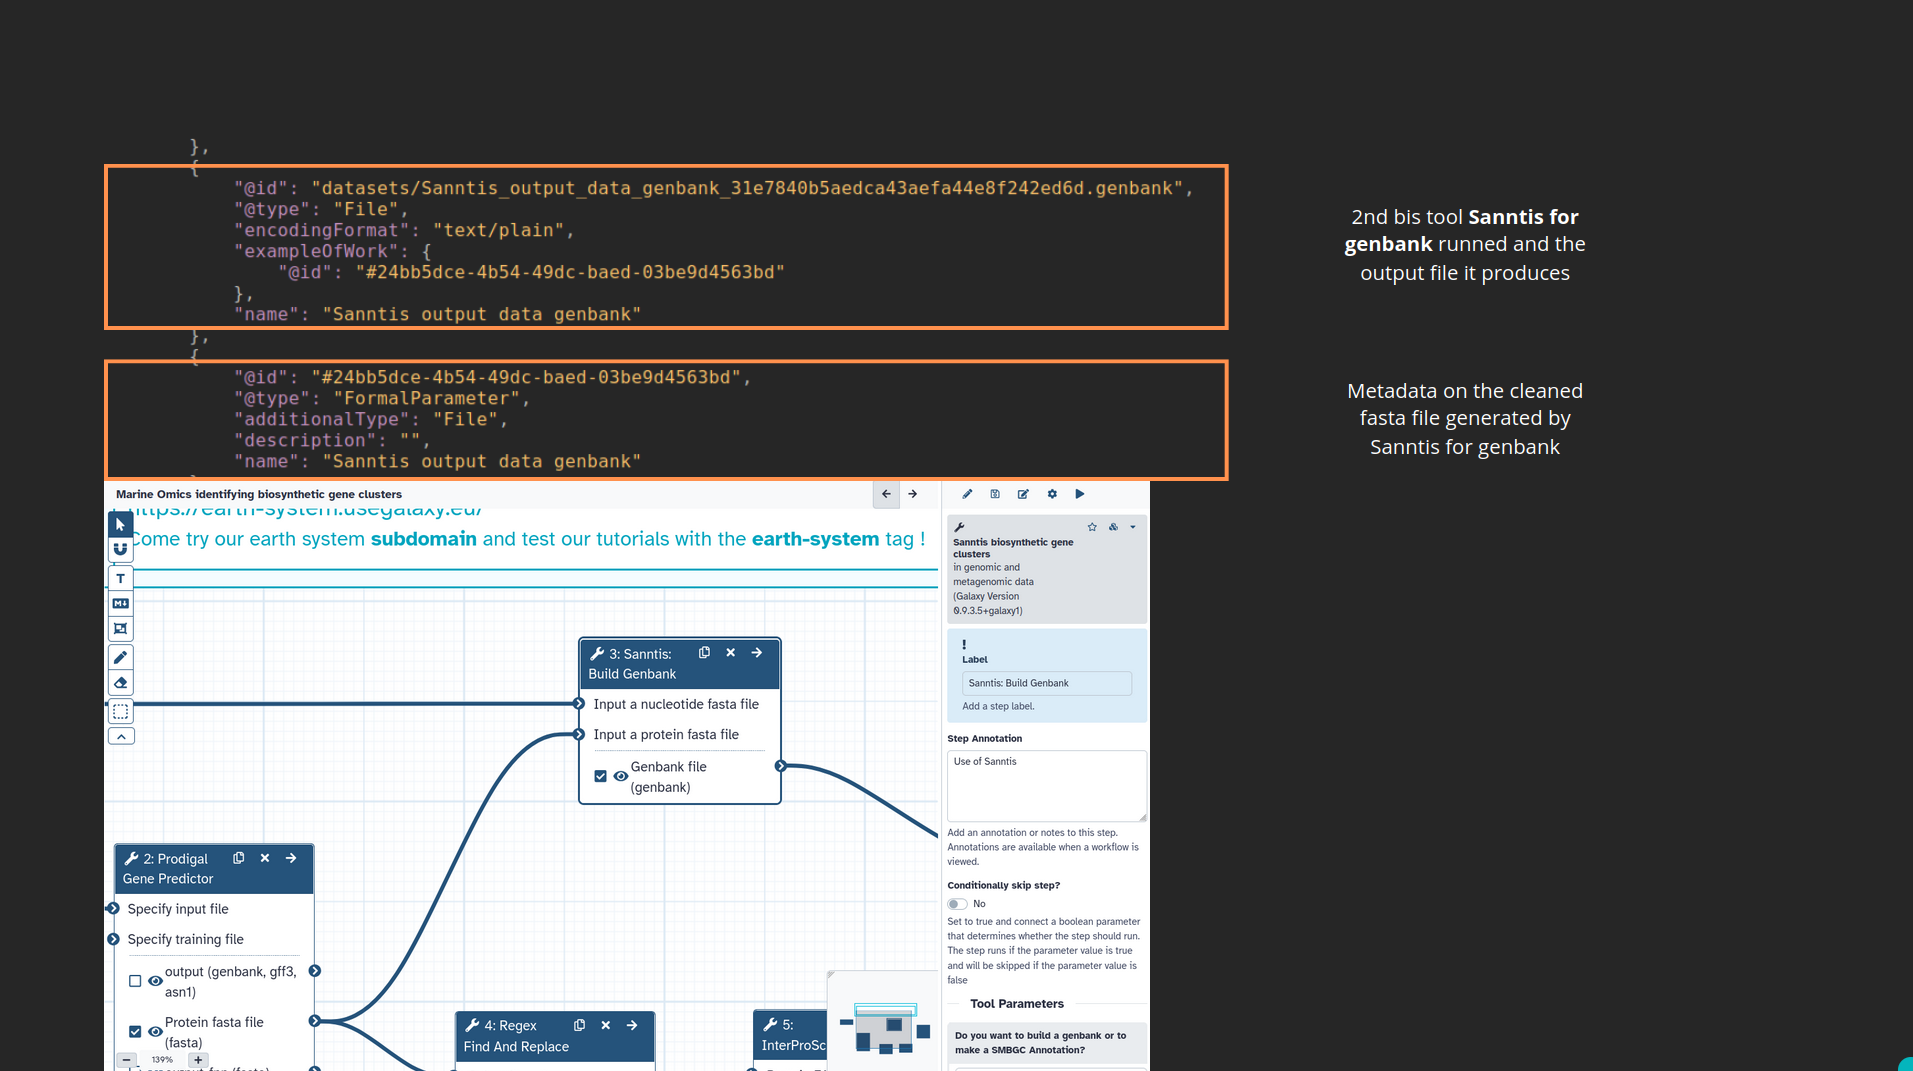 },
{
"@id": "datasets/Sanntis_output_data_genbank_31e7840b5aedca43aefa44e8f242ed6d.genbank",
"@type": "File",
"encodingFormat": "text/plain",
"exampleOfWork": {
"@id": "#24bb5dce-4b54-49dc-baed-03be9d4563bd"
},
"name": "Sanntis output data genbank"
},
{
"@id": "#24bb5dce-4b54-49dc-baed-03be9d4563bd",
"@type": "FormalParameter",
"additionalType": "File",
"description": "",
"name": "Sanntis output data genbank"
2nd bis tool Sanntis for
genbank runned and the
output file it produces
Metadata on the cleaned
fasta file generated by
Sanntis for genbank
Marine Omics identifying biosynthetic gene clusters
https://earth-system.usegalaxy.eu/
Come try our earth system subdomain and test our tutorials with the earth-system tag !
T
M
3: Sanntis:
Build Genbank
Input a nucleotide fasta file
Input a protein fasta file
Genbank file
(genbank)
2: Prodigal
Gene Predictor
Specify input file
Specify training file
output (genbank, gff3,
asn1)
Protein fasta file
(fasta)
139%
4: Regex
Find And Replace
5:
InterProSc
Sanntis biosynthetic gene
clusters
in genomic and
metagenomic data
(Galaxy Version
0.9.3.5+galaxy1)
!
Label
Sanntis: Build Genbank
Add a step label.
Step Annotation
Use of Sanntis
Add an annotation or notes to this step.
Annotations are available when a workflow is
viewed.
Conditionally skip step?
No
Set to true and connect a boolean parameter
that determines whether the step should run.
The step runs if the parameter value is true
and will be skipped if the parameter value is
false
Tool Parameters
Do you want to build a genbank or to
make a SMBGC Annotation?